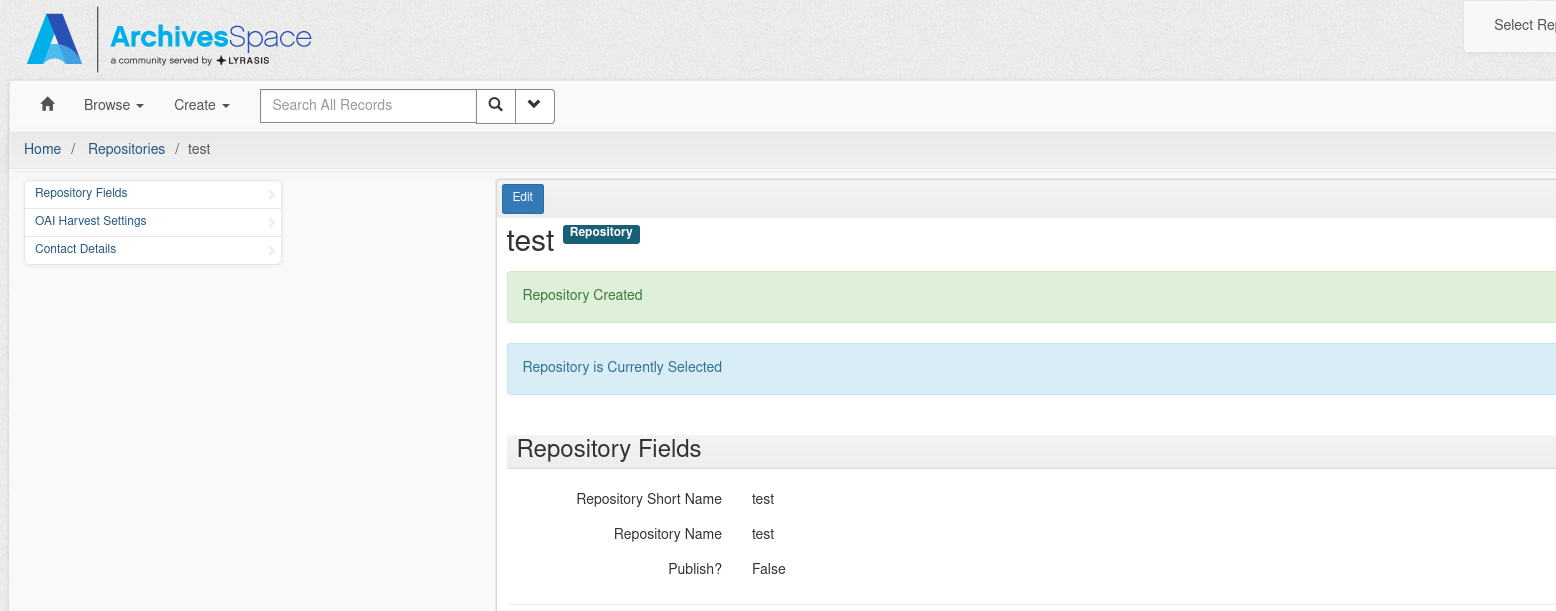 ArchivesSpace
a community served by LYRASIS
Select Rep
Browse
Create
Search All Records
Home / Repositories / test
Repository Fields
OAI Harvest Settings
Contact Details
Edit
test Repository
Repository Created
Repository is Currently Selected
Repository Fields
Repository Short Name test
Repository Name test
Publish? False